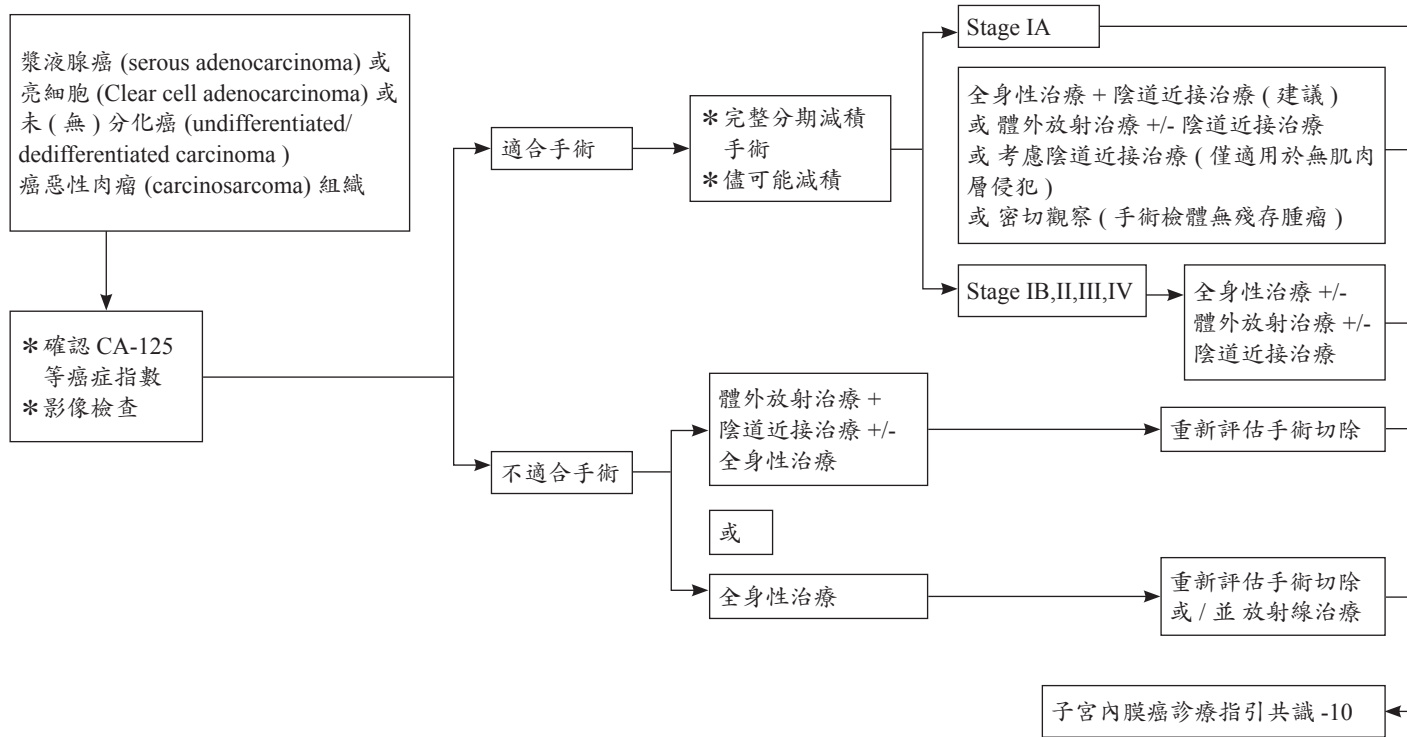 漿液腺癌 (serous adenocarcinoma) 或
亮細胞 (Clear cell adenocarcinoma) 或
未 ( 無 ) 分化癌 (undifferentiated/
dedifferentiated carcinoma )
癌惡性肉瘤 (carcinosarcoma) 組織
＊確認 CA-125
等癌症指數
＊影像檢查
適合手術
＊完整分期減積
手術
＊儘可能減積
Stage IA
全身性治療 + 陰道近接治療 ( 建議 )
或 體外放射治療 +/- 陰道近接治療
或 考慮陰道近接治療 ( 僅適用於無肌肉
層侵犯 )
或 密切觀察 ( 手術檢體無殘存腫瘤 )
Stage IB,II,III,IV
全身性治療 +/-
體外放射治療 +/-
陰道近接治療
不適合手術
體外放射治療 +
陰道近接治療 +/-
全身性治療
重新評估手術切除
或
全身性治療
重新評估手術切除
或 / 並 放射線治療
子宮內膜癌診療指引共識 -10